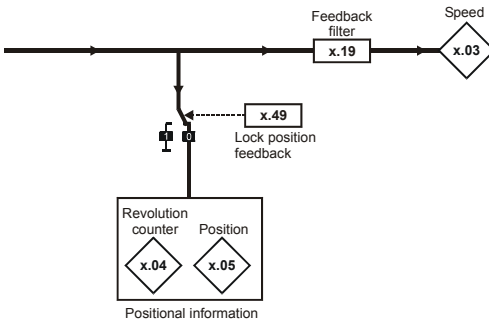 Feedback
filter
Speed
x.19
x.03
x.49
1 0
Lock position
feedback
Revolution
counter
Position
x.04
x.05
Positional information